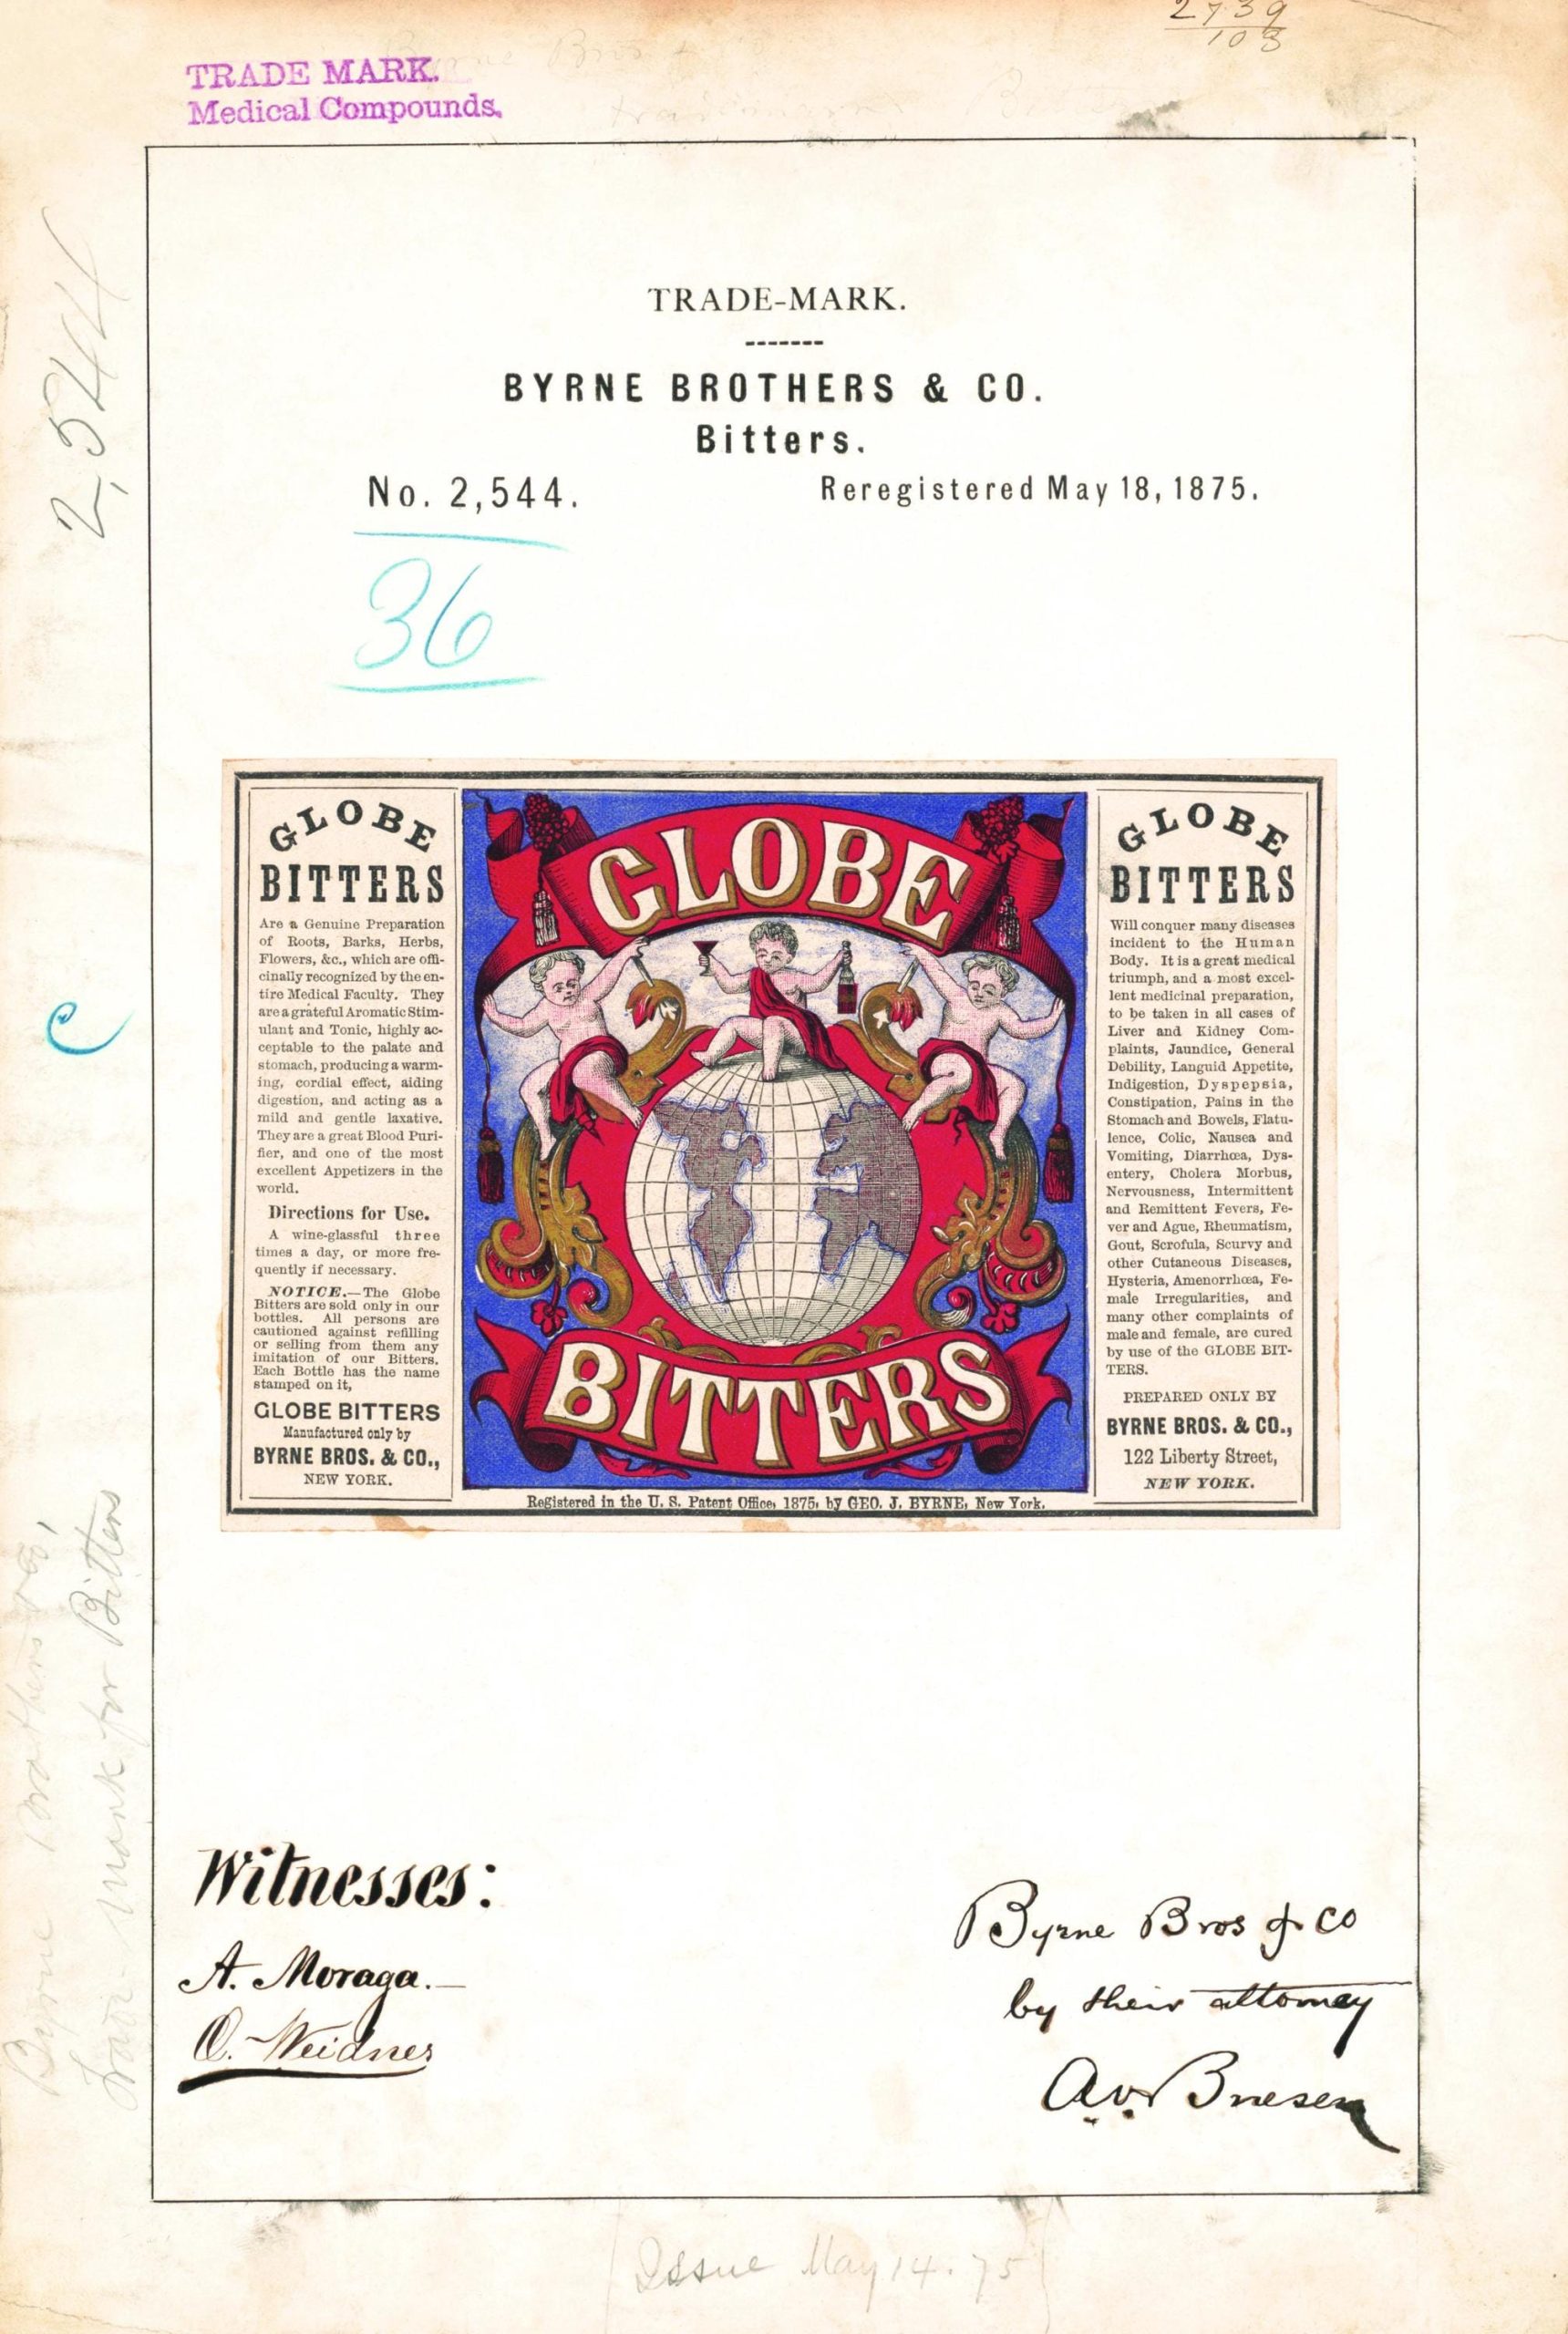 2739
103
TRADE MARK.
Medical Compounds.
TRADE-MARK.
BYRNE BROTHERS & CO.
Bitters.
No. 2,544.
Reregistered May 18, 1875.
36
2,544
C
GLOBE
BITTERS
Are a Genuine Preparation
of Roots, Barks, Herbs,
Flowers, &c., which are offi-
cinally recognized by the en-
tire Medical Faculty. They
are a grateful Aromatic Stim-
ulant and Tonic, highly ac-
ceptable to the palate and
stomach, producing a warm-
ing, cordial effect, aiding
digestion, and acting as a
mild and gentle laxative.
They are a great Blood Puri-
fier, and one of the most
excellent Appetizers in the
world.
Directions for Use.
A wine-glassful three
times a day, or more fre-
quently if necessary.
NOTICE.—The Globe
Bitters are sold only in our
bottles. All persons are
cautioned against refilling
or selling from them any
imitation of our Bitters.
Each Bottle has the name
stamped on it,
GLOBE BITTERS
Manufactured only by
BYRNE BROS. & CO.,
NEW YORK.
GLOBE
BITTERS
Registered in the U. S. Patent Office, 1875, by GEO. J. BYRNE, New York.
GLOBE
BITTERS
Will conquer many diseases
incident to the Human
Body. It is a great medical
triumph, and a most excel-
lent medicinal preparation,
to be taken in all cases of
Liver and Kidney Com-
plaints, Jaundice, General
Debility, Languid Appetite,
Indigestion, Dyspepsia,
Constipation, Pains in the
Stomach and Bowels, Flatu-
lence, Colic, Nausea and
Vomiting, Diarrhœa, Dys-
entery, Cholera Morbus,
Nervousness, Intermittent
and Remittent Fevers, Fe-
ver and Ague, Rheumatism,
Gout, Scrofula, Scurvy and
other Cutaneous Diseases,
Hysteria, Amenorrhœa, Fe-
male Irregularities, and
many other complaints of
male and female, are cured
by use of the GLOBE BIT-
TERS.
PREPARED ONLY BY
BYRNE BROS. & CO.,
122 Liberty Street,
NEW YORK.
Byrne Brothers & Co,
Trade-Mark for Bitters
Witnesses:
A. Moraga.—
O. Weidner
Byrne Bros & Co
by their attorney
A.v. Briesen
Issue May 14. 75